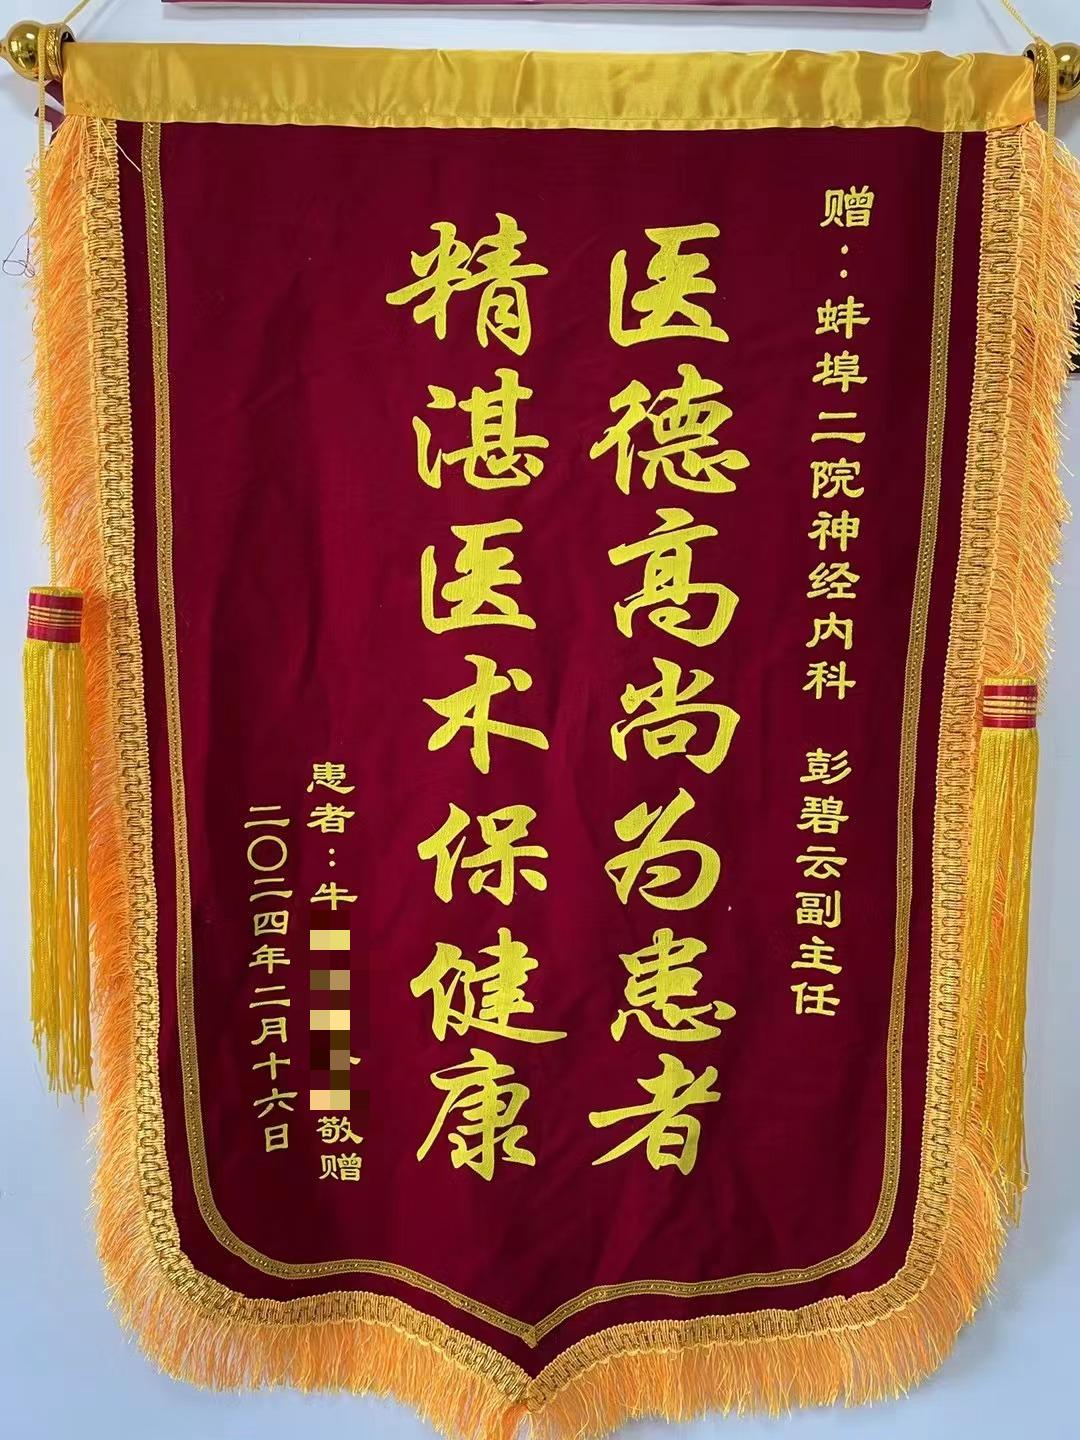 赠：蚌埠二院神经内科 彭碧云副主任
医德高尚为患者
精湛医术保健康
患者：牛
敬赠
二〇二四年二月十六日